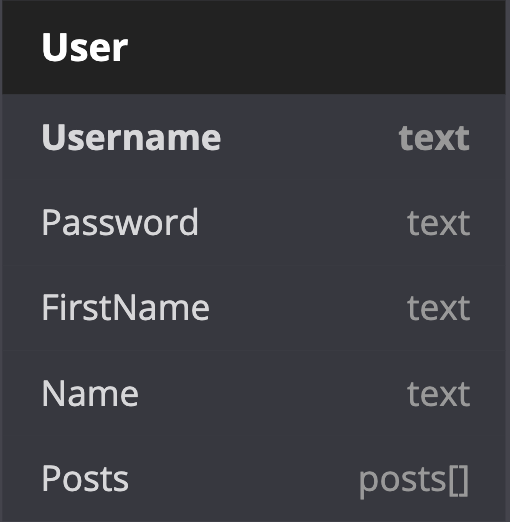 User
Username text
Password text
FirstName text
Name text
Posts posts[]